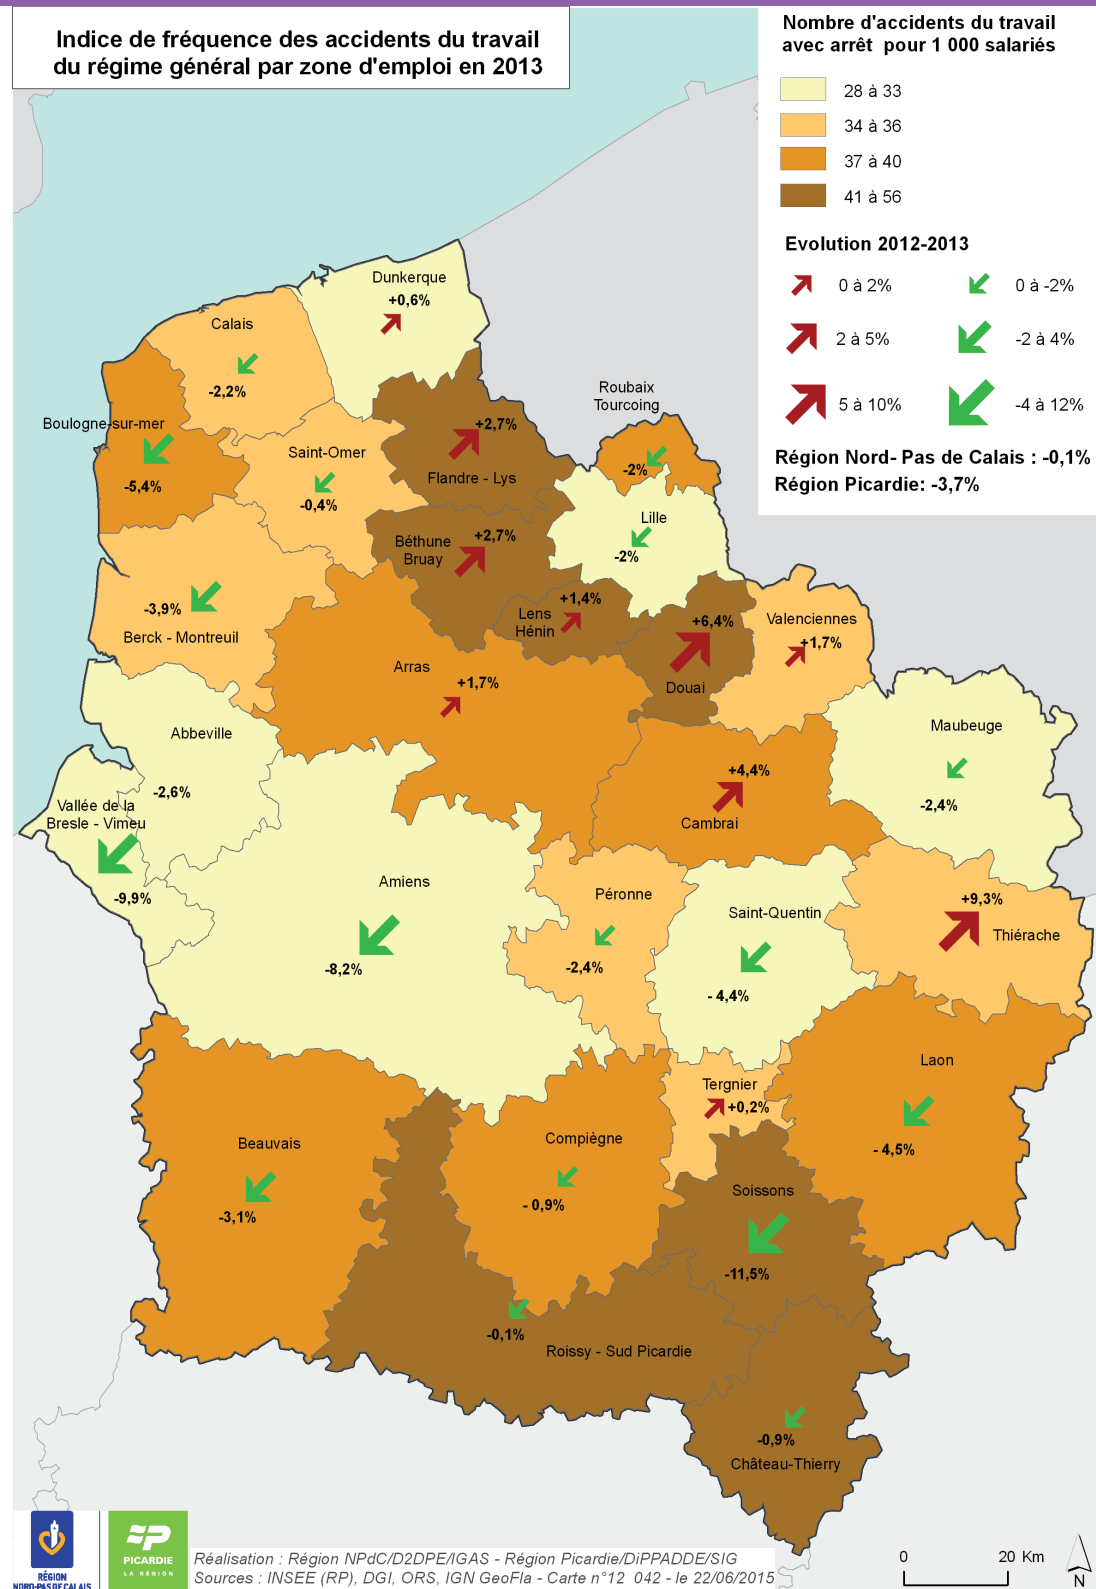 Indice de fréquence des accidents du travail
du régime général par zone d'emploi en 2013
Nombre d'accidents du travail
avec arrêt pour 1 000 salariés
28 à 33
34 à 36
37 à 40
41 à 56
Evolution 2012-2013
0 à 2%
0 à -2%
2 à 5%
-2 à 4%
5 à 10%
-4 à 12%
Région Nord- Pas de Calais : -0,1%
Région Picardie: -3,7%
Dunkerque
+0,6%
Calais
-2,2%
Boulogne-sur-mer
-5,4%
Saint-Omer
-0,4%
+2,7%
Flandre - Lys
Roubaix
Tourcoing
-2%
Lille
-2%
Béthune
Bruay
+2,7%
-3,9%
Berck - Montreuil
Lens
Hénin
+1,4%
+6,4%
Douai
Valenciennes
+1,7%
Arras
+1,7%
Abbeville
-2,6%
Maubeuge
-2,4%
+4,4%
Cambrai
Vallée de la
Bresle - Vimeu
-9,9%
Amiens
-8,2%
Péronne
-2,4%
Saint-Quentin
- 4,4%
+9,3%
Thiérache
Laon
- 4,5%
Tergnier
+0,2%
Beauvais
-3,1%
Compiègne
- 0,9%
Soissons
-11,5%
-0,1%
Roissy - Sud Picardie
-0,9%
Château-Thierry
RÉGION
NORD-PAS DE CALAIS
PICARDIE
LA RÉGION
Réalisation : Région NPdC/D2DPE/IGAS - Région Picardie/DiPPADDE/SIG
Sources : INSEE (RP), DGI, ORS, IGN GeoFla - Carte n°12 042 - le 22/06/2015
0
20 Km
N